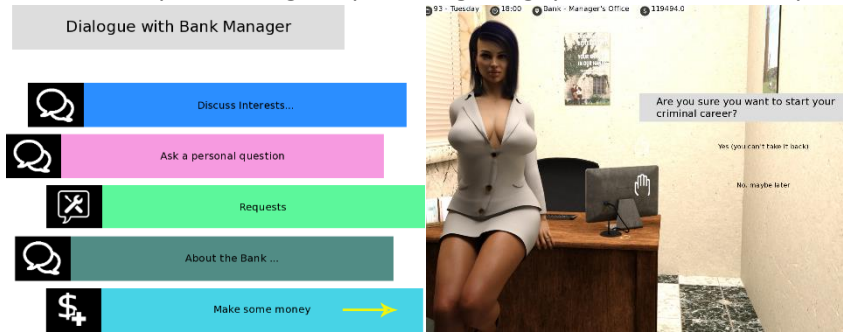 Dialogue with Bank Manager
Discuss Interests...
Ask a personal question
Requests
About the Bank ...
Make some money
93 - Tuesday 18:00 Bank - Manager's Office 119494.0
Are you sure you want to start your
criminal career?
Yes (you can't take it back)
No, maybe later